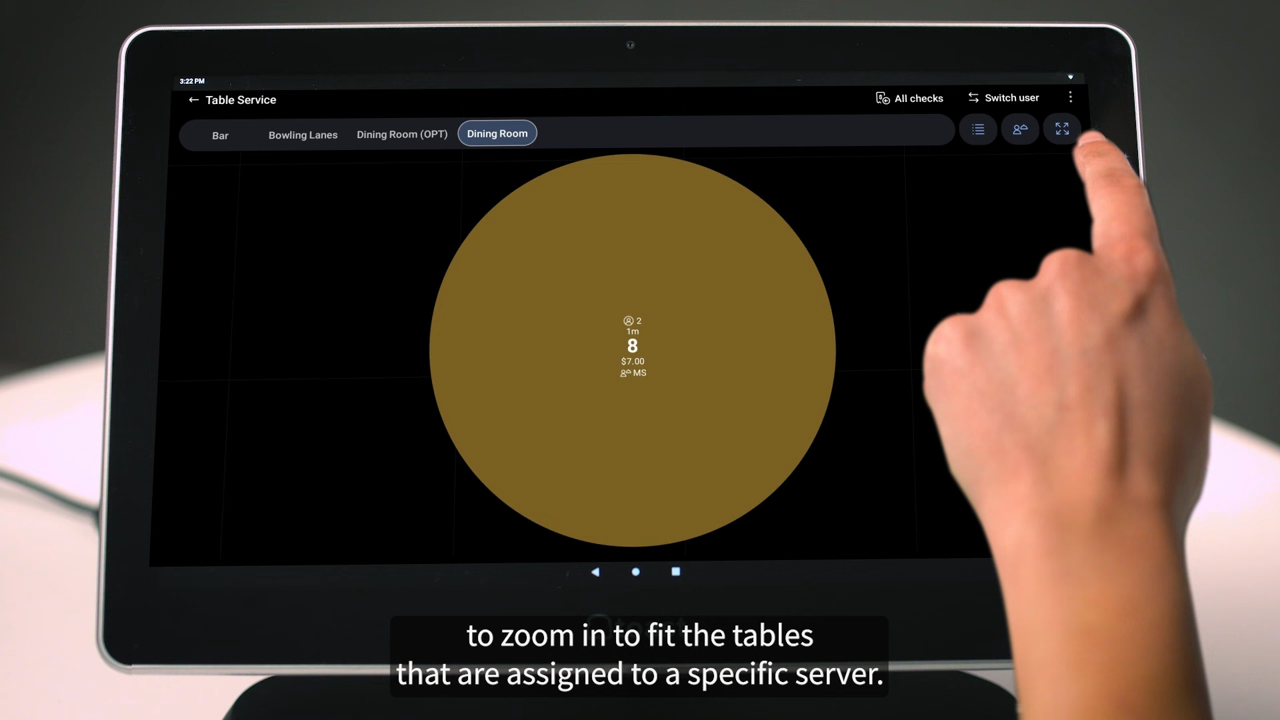 3:22 PM
← Table Service
All checks
Switch user
Bar
Bowling Lanes
Dining Room (OPT)
Dining Room
2
1m
8
$7.00
MS
to zoom in to fit the tables
that are assigned to a specific server.